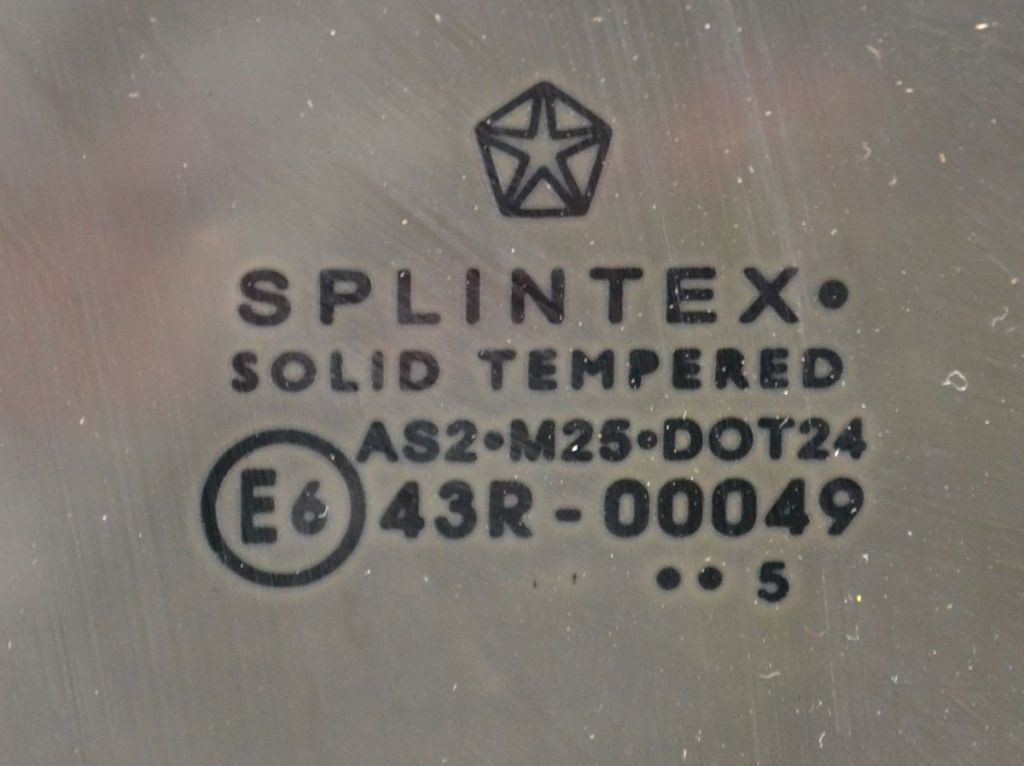 SPLINTEX•
SOLID TEMPERED
AS2•M25•DOT24
E6 43R-00049
•• 5